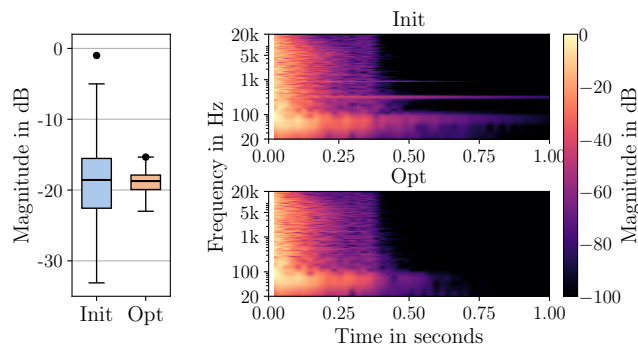 Magnitude in dB
0
-10
-20
-30
Init Opt
Init
Frequency in Hz
20k
5k
1k
100
20
0.00 0.25 0.50 0.75 1.00
Opt
20k
5k
1k
100
20
0.00 0.25 0.50 0.75 1.00
Time in seconds
0
−20
−40
−60
−80
−100
Magnitude in dB